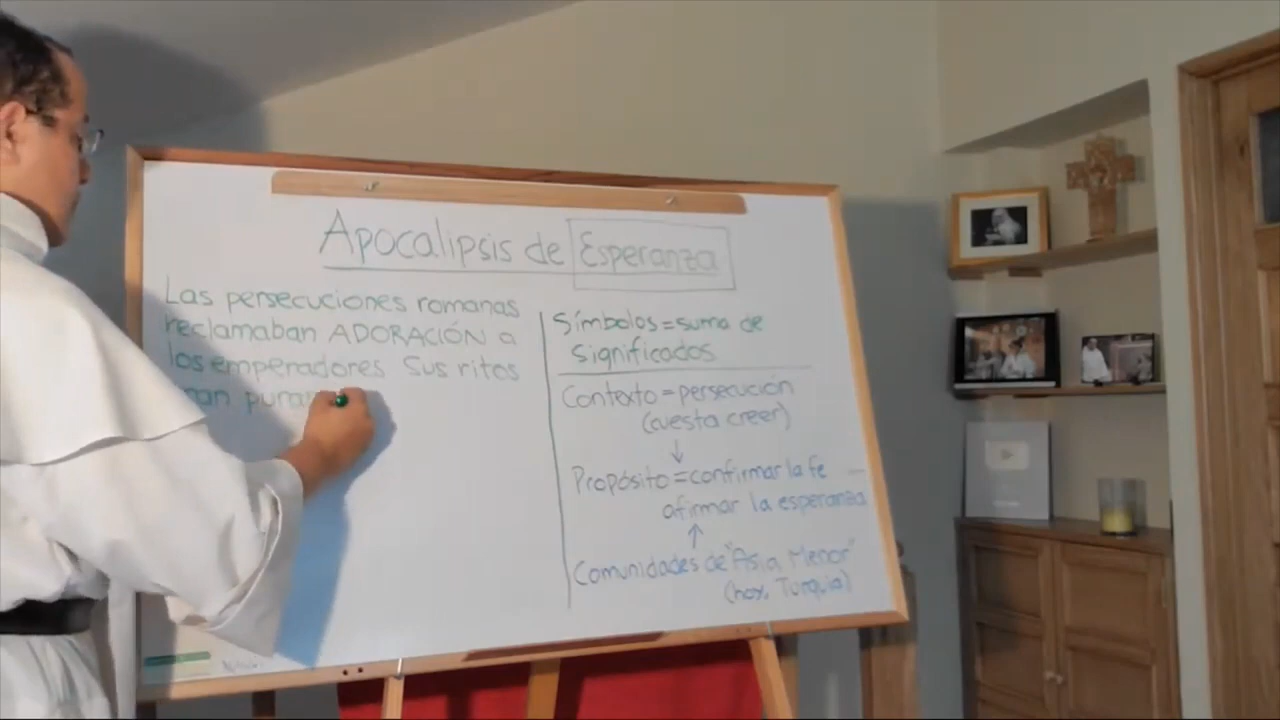 Apocalipsis de Esperanza
Las persecuciones romanas
reclamaban ADORACIÓN a
los emperadores Sus ritos
Símbolos = suma de
significados
Contexto = persecución
(cuesta creer)
↓
Propósito = confirmar la fe
afirmar la esperanza
↑
Comunidades de "Asia Menor"
(hoy, Turquía)